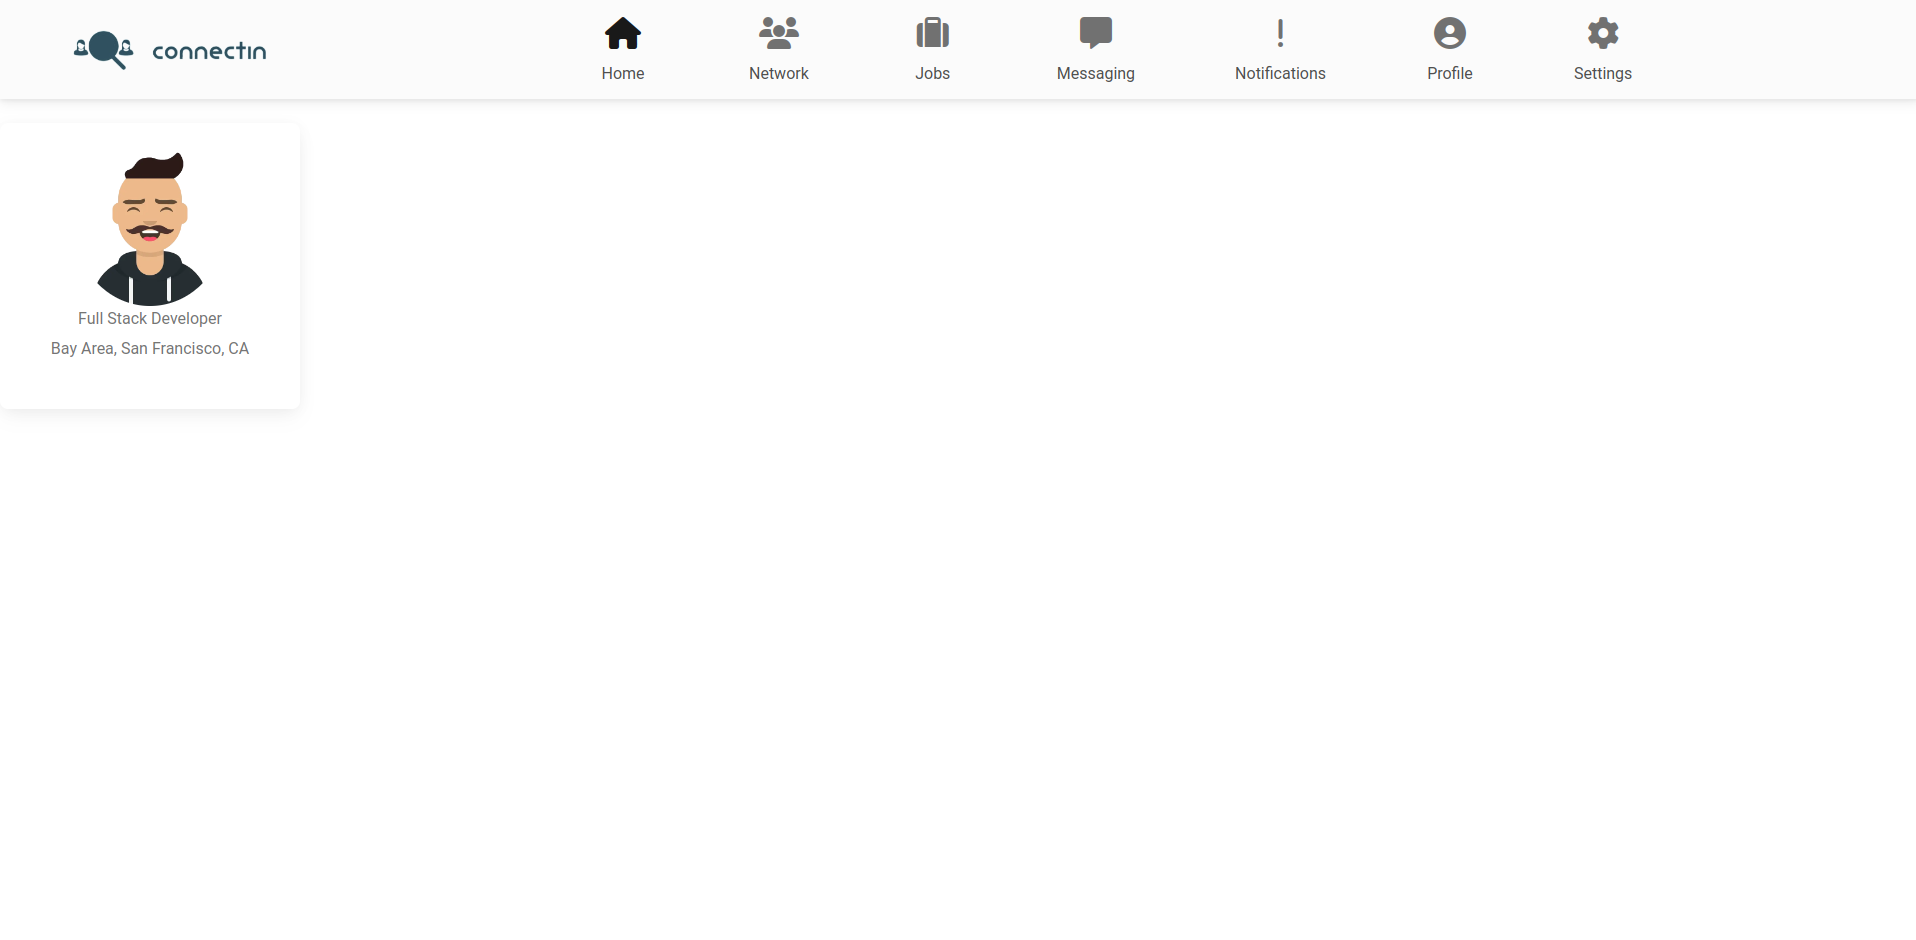 connectin
Home
Network
Jobs
Messaging
Notifications
Profile
Settings
Full Stack Developer
Bay Area, San Francisco, CA